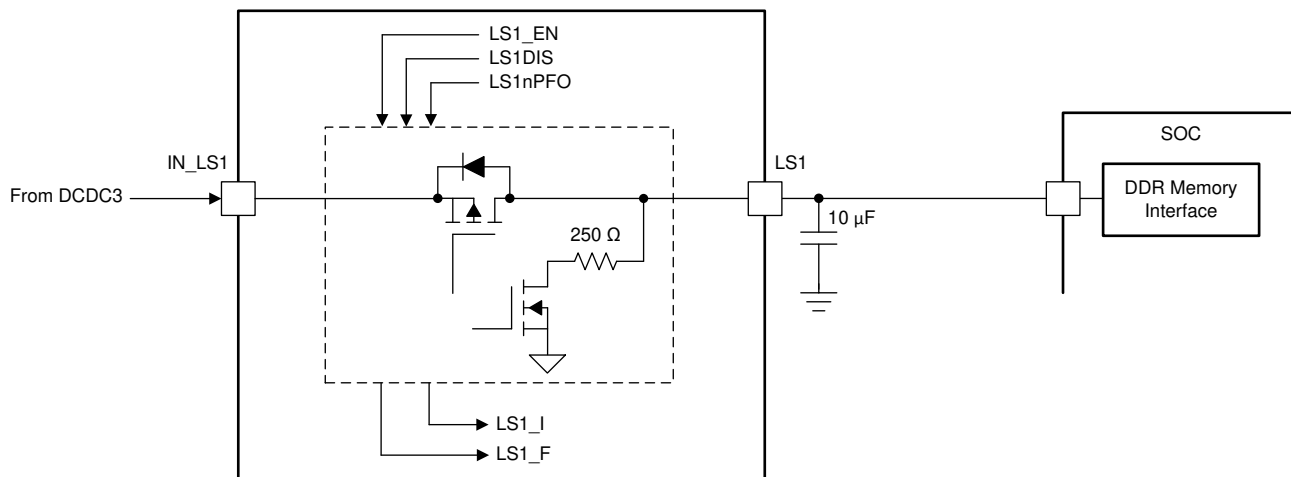 LS1_EN
LS1DIS
LS1nPFO
SOC
IN_LS1
LS1
From DCDC3
DDR Memory
Interface
10 µF
250 Ω
LS1_I
LS1_F